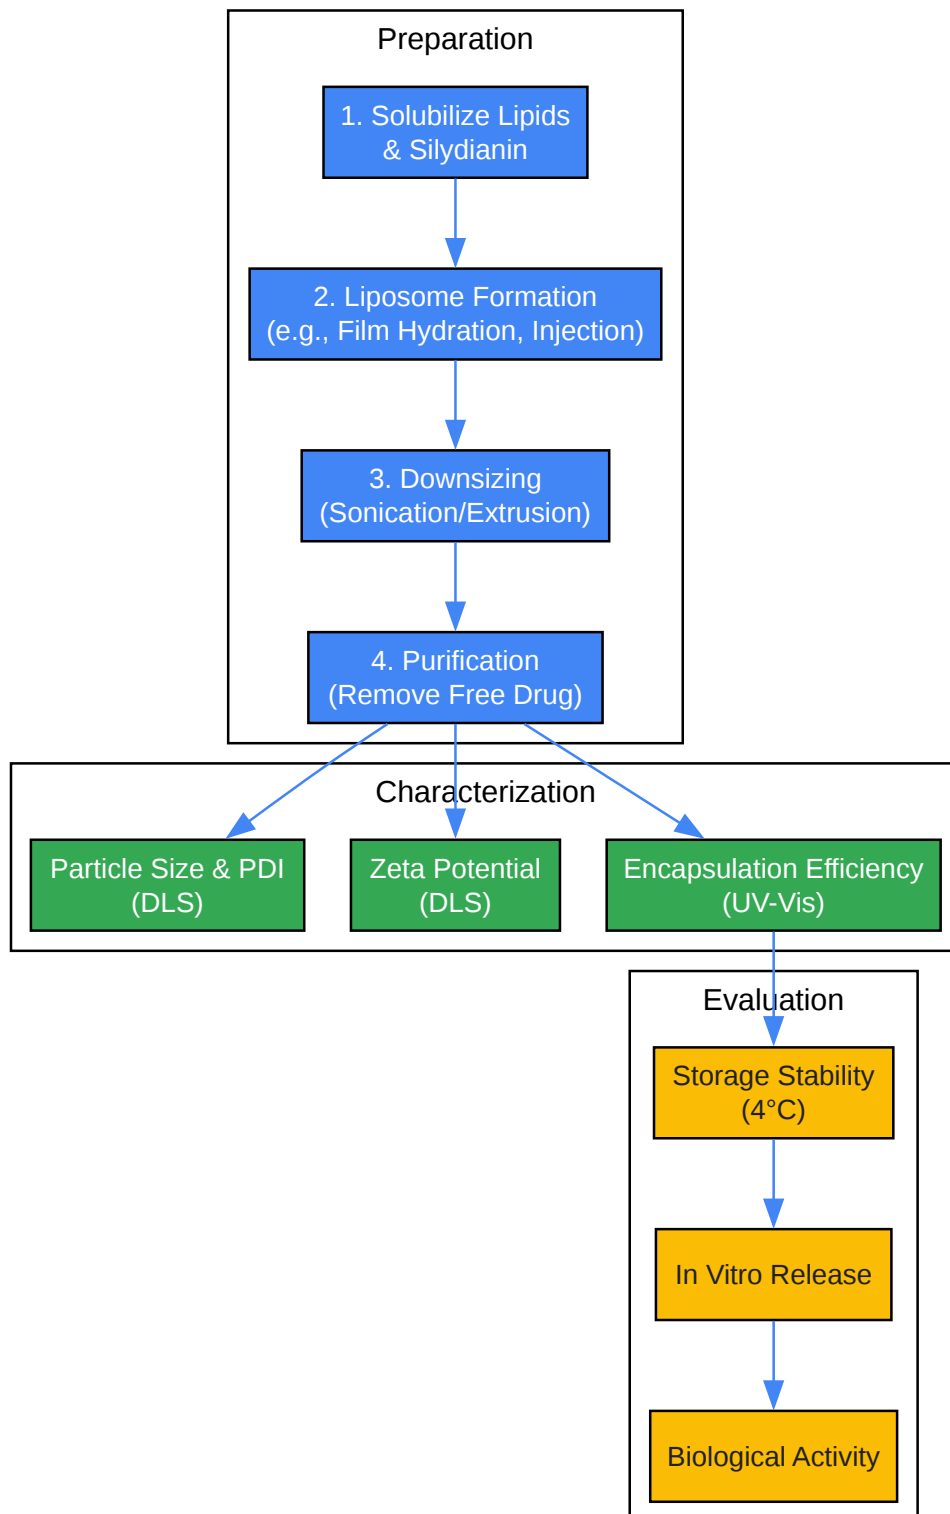 Preparation
1. Solubilize Lipids
& Silydianin
2. Liposome Formation
(e.g., Film Hydration, Injection)
3. Downsizing
(Sonication/Extrusion)
4. Purification
(Remove Free Drug)
Characterization
Particle Size & PDI
(DLS)
Zeta Potential
(DLS)
Encapsulation Efficiency
(UV-Vis)
Evaluation
Storage Stability
(4°C)
In Vitro Release
Biological Activity